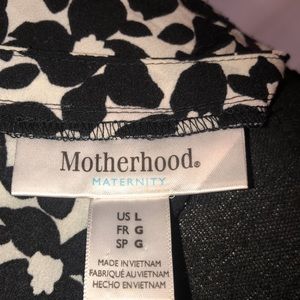 Motherhood®
MATERNITY
US L
FR G
SP G
MADE IN VIETNAM
FABRIQUÉ AU VIETNAM
HECHO EN VIETNAM